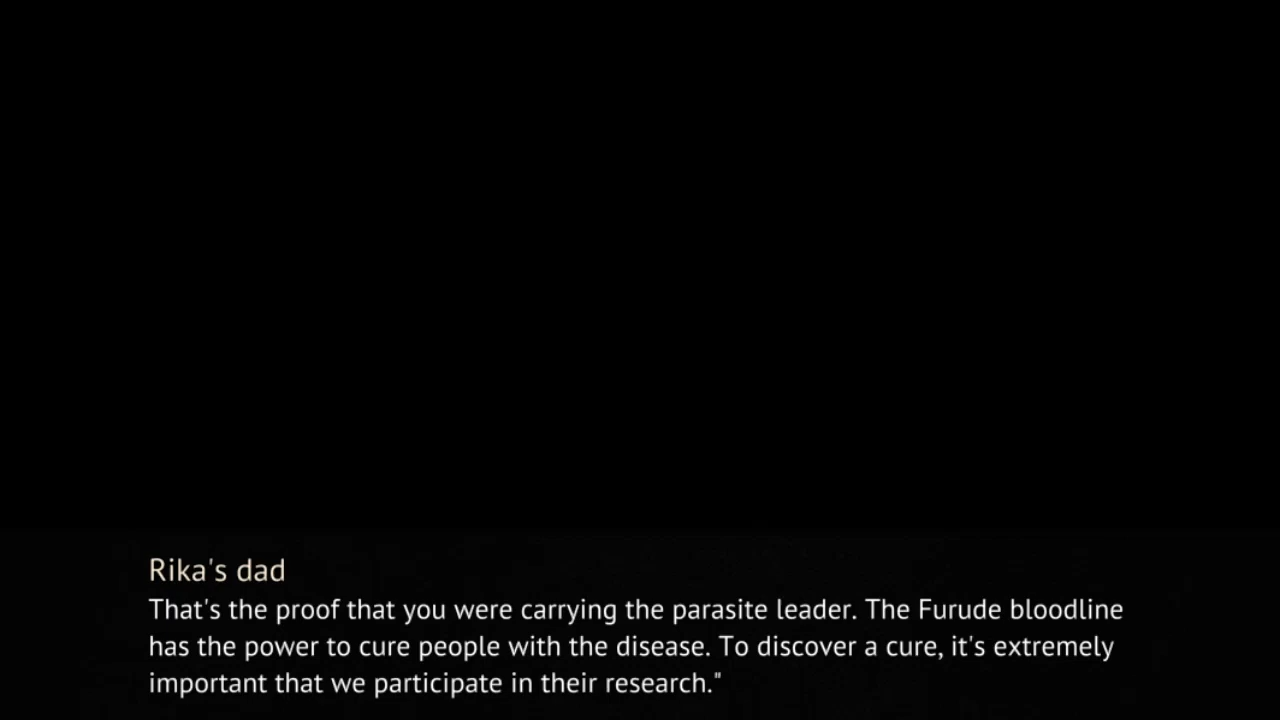 Rika's dad
That's the proof that you were carrying the parasite leader. The Furude bloodline
has the power to cure people with the disease. To discover a cure, it's extremely
important that we participate in their research."